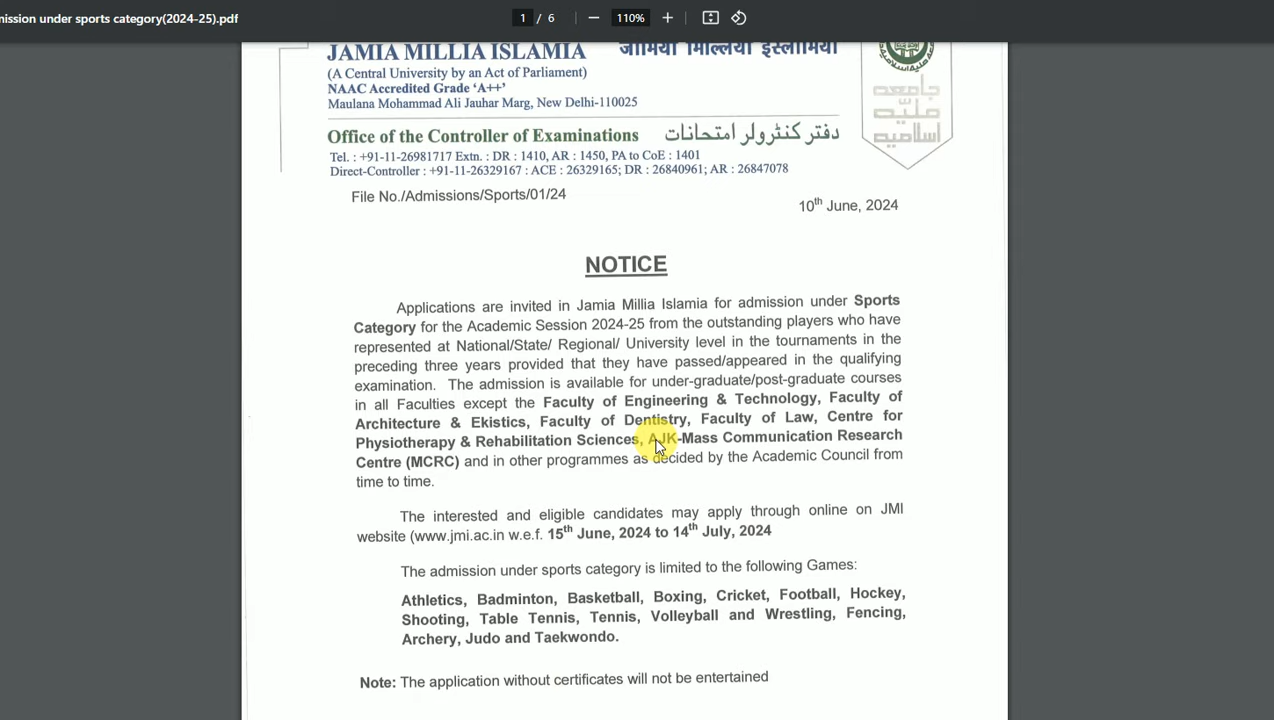 mission under sports category(2024-25).pdf
1 / 6
110%
JAMIA MILLIA ISLAMIA जामिया मिल्लिया इस्लामिया
(A Central University by an Act of Parliament)
NAAC Accredited Grade ‘A++’
Maulana Mohammad Ali Jauhar Marg, New Delhi-110025
جامعہ
ملیّہ
اسلامیہ
Office of the Controller of Examinations دفتر کنٹرولر امتحانات
Tel. : +91-11-26981717 Extn. : DR : 1410, AR : 1450, PA to CoE : 1401
Direct-Controller : +91-11-26329167 : ACE : 26329165; DR : 26840961; AR : 26847078
File No./Admissions/Sports/01/24
10th June, 2024
NOTICE
Applications are invited in Jamia Millia Islamia for admission under Sports
Category for the Academic Session 2024-25 from the outstanding players who have
represented at National/State/ Regional/ University level in the tournaments in the
preceding three years provided that they have passed/appeared in the qualifying
examination. The admission is available for under-graduate/post-graduate courses
in all Faculties except the Faculty of Engineering & Technology, Faculty of
Architecture & Ekistics, Faculty of Dentistry, Faculty of Law, Centre for
Physiotherapy & Rehabilitation Sciences, AJK-Mass Communication Research
Centre (MCRC) and in other programmes as decided by the Academic Council from
time to time.
The interested and eligible candidates may apply through online on JMI
website (www.jmi.ac.in w.e.f. 15th June, 2024 to 14th July, 2024
The admission under sports category is limited to the following Games:
Athletics, Badminton, Basketball, Boxing, Cricket, Football, Hockey,
Shooting, Table Tennis, Tennis, Volleyball and Wrestling, Fencing,
Archery, Judo and Taekwondo.
Note: The application without certificates will not be entertained